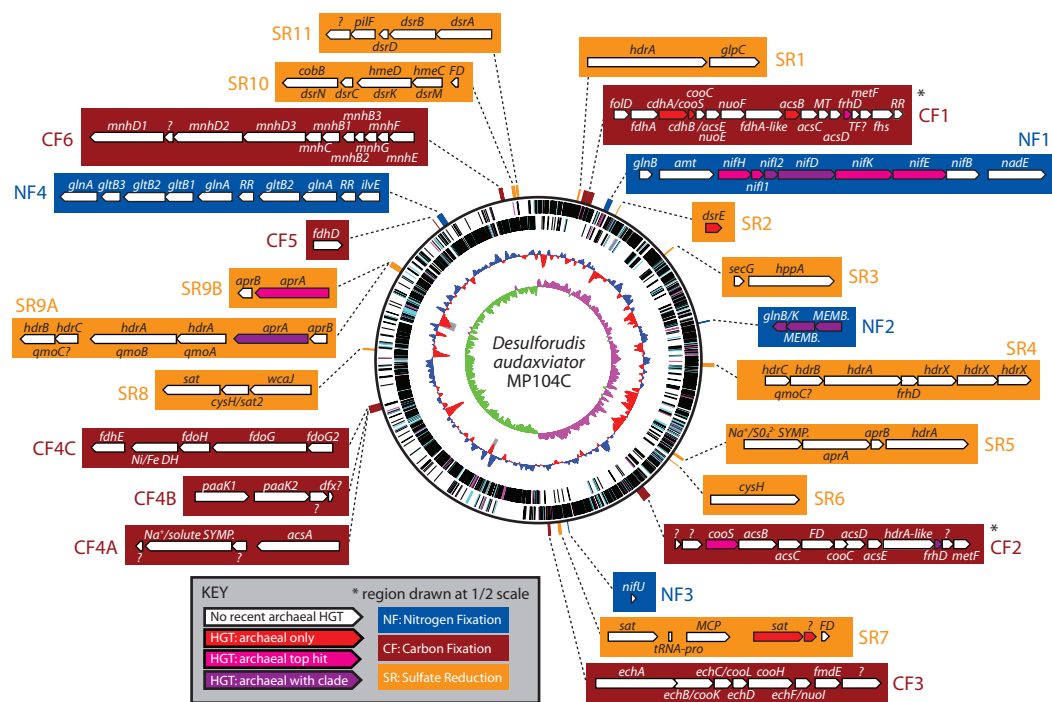 SR11
? pilF dsrB dsrA
dsrD
SR10
cobB hmeD hmeC FD
dsrN dsrC dsrK dsrM
CF6
mnhD1 ? mnhD2 mnhD3 mnhB1 mnhB3 mnhF
mnhC mnhB2 mnhG mnhE
NF4
glnA gltB3 gltB2 gltB1 glnA RR gltB2 glnA RR ilvE
CF5
fdhD
SR9B
aprB aprA
SR9A
hdrB hdrC hdrA hdrA aprA aprB
qmoC? qmoB qmoA
SR8
sat wcaJ
cysH/sat2
CF4C
fdhE fdoH fdoG fdoG2
Ni/Fe DH
CF4B
paaK1 paaK2 dfx?
?
CF4A
Na⁺/solute SYMP. acsA
? ?
SR1
hdrA glpC
*
CF1
cooC metF
folD cdhA/cooS nuoF acsB MT frhD RR
fdhA cdhB/acsE fdhA-like acsC TF? fhs
nuoE acsD
NF1
glnB amt nifH nifI2 nifD nifK nifE nifB nadE
nifI1
SR2
dsrE
SR3
secG hppA
NF2
glnB/K MEMB.
MEMB.
SR4
hdrC hdrB hdrA hdrX hdrX hdrX
qmoC? frhD
SR5
Na⁺/S0₄²⁻ SYMP. aprB hdrA
aprA
SR6
cysH
*
CF2
? ? cooS acsB FD acsD hdrA-like ?
acsC cooC acsE frhD metF
NF3
nifU
SR7
sat MCP sat ? FD
tRNA-pro
CF3
echA echC/cooL cooH fmdE ?
echB/cooK echD echF/nuoI
Desulforudis
audaxviator
MP104C
KEY
* region drawn at 1/2 scale
No recent archaeal HGT
HGT: archaeal only
HGT: archaeal top hit
HGT: archaeal with clade
NF: Nitrogen Fixation
CF: Carbon Fixation
SR: Sulfate Reduction